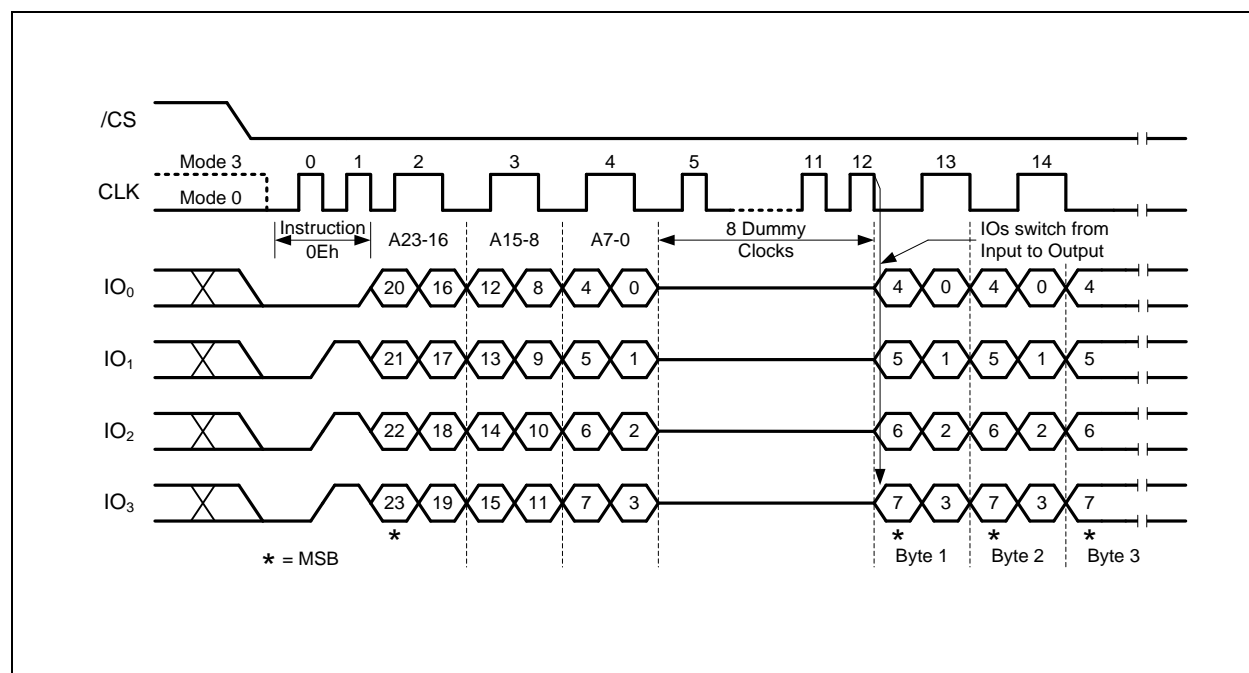 /CS
Mode 3 0 1 2 3 4 5 11 12 13 14
CLK
Mode 0
Instruction
0Eh
A23-16 A15-8 A7-0
8 Dummy
Clocks
IOs switch from
Input to Output
IO0 20 16 12 8 4 0 4 0 4 0 4
IO1 21 17 13 9 5 1 5 1 5 1 5
IO2 22 18 14 10 6 2 6 2 6 2 6
IO3 23 19 15 11 7 3 7 3 7 3 7
* * * *
* = MSB
Byte 1 Byte 2 Byte 3